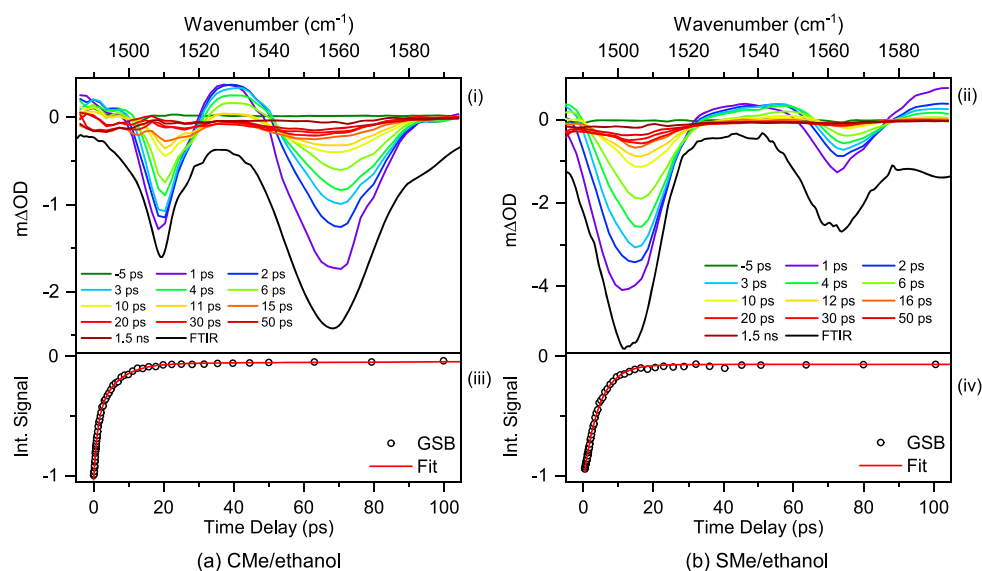 Wavenumber (cm-1)
1500 1520 1540 1560 1580
0
-1
-2
mΔOD
(i)
-5 ps 1 ps 2 ps
3 ps 4 ps 6 ps
10 ps 11 ps 15 ps
20 ps 30 ps 50 ps
1.5 ns FTIR
0
-1
Int. Signal
(iii)
GSB
Fit
0 20 40 60 80 100
Time Delay (ps)
(a) CMe/ethanol
Wavenumber (cm-1)
1500 1520 1540 1560 1580
0
-2
-4
mΔOD
(ii)
-5 ps 1 ps 2 ps
3 ps 4 ps 6 ps
10 ps 12 ps 16 ps
20 ps 30 ps 50 ps
1.5 ns FTIR
0
-1
Int. Signal
(iv)
GSB
Fit
0 20 40 60 80 100
Time Delay (ps)
(b) SMe/ethanol